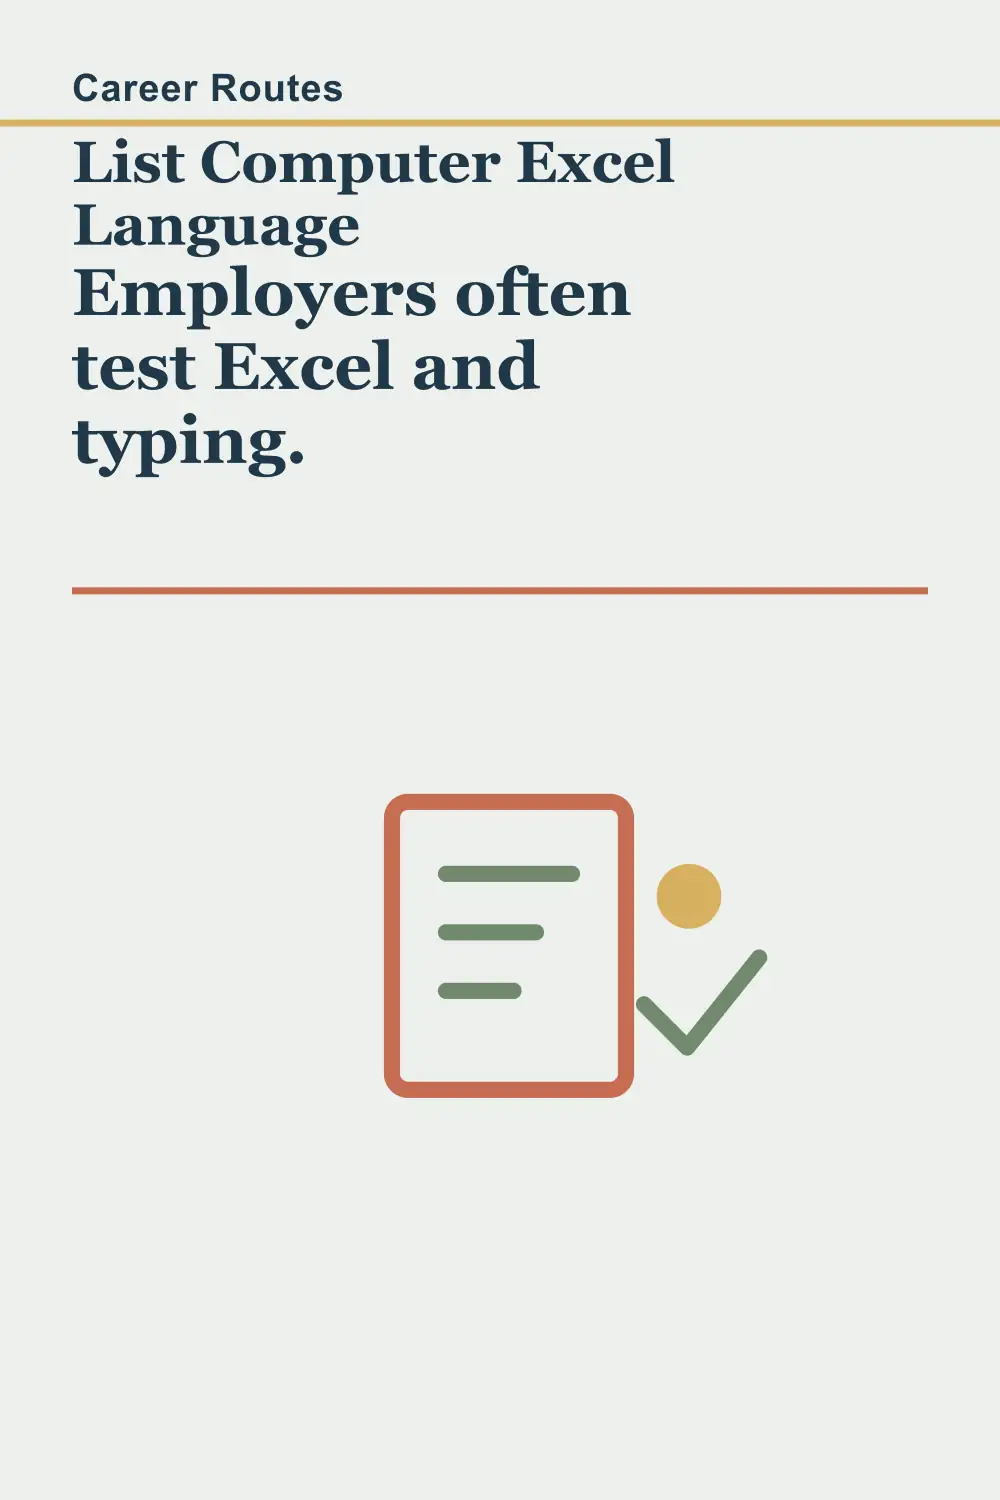 Career Routes
List Computer Excel
Language
Employers often
test Excel and
typing.